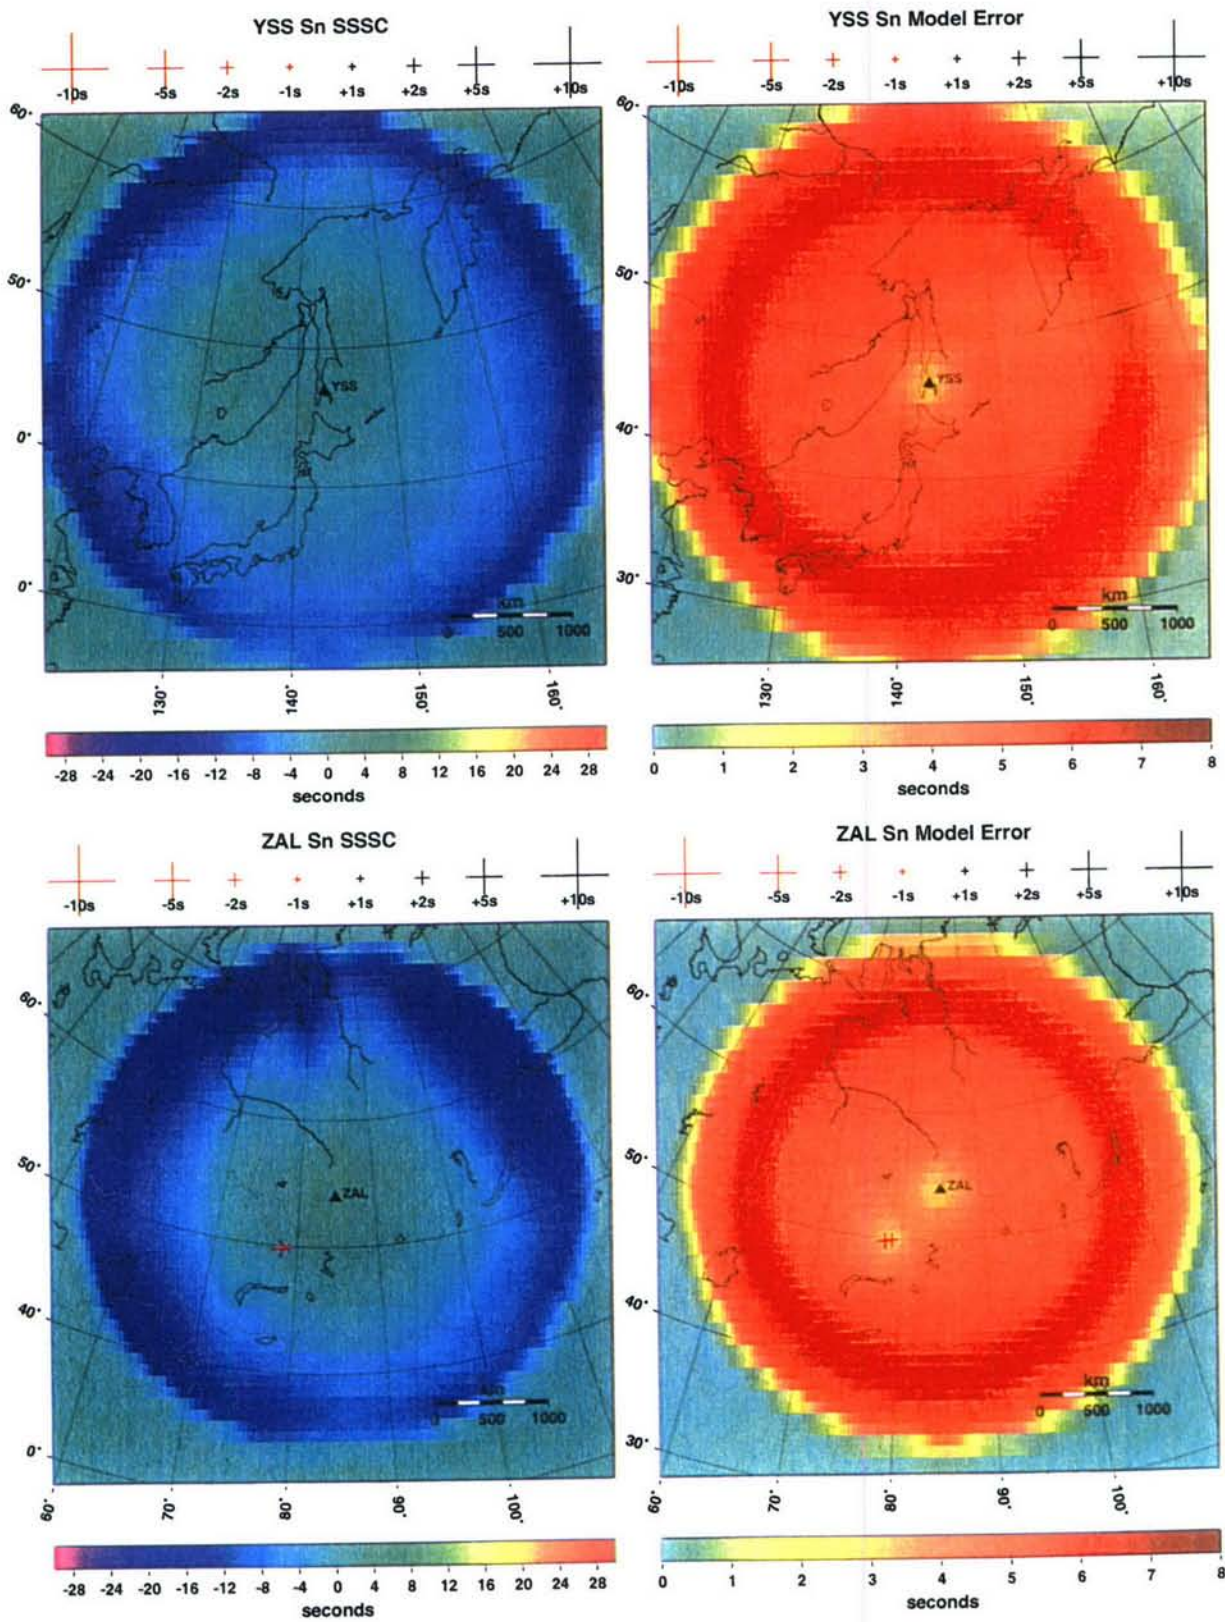 YSS Sn SSSC
-10s -5s -2s -1s +1s +2s +5s +10s
60°
50°
0°
0°
YSS
km
0 500 1000
130° 140° 150° 160°
-28 -24 -20 -16 -12 -8 -4 0 4 8 12 16 20 24 28
seconds
YSS Sn Model Error
-10s -5s -2s -1s +1s +2s +5s +10s
60°
50°
40°
30°
YSS
km
0 500 1000
130° 140° 150° 160°
0 1 2 3 4 5 6 7 8
seconds
ZAL Sn SSSC
-10s -5s -2s -1s +1s +2s +5s +10s
60°
50°
40°
0°
ZAL
km
0 500 1000
60° 70° 80° 90° 100°
-28 -24 -20 -16 -12 -8 -4 0 4 8 12 16 20 24 28
seconds
ZAL Sn Model Error
-10s -5s -2s -1s +1s +2s +5s +10s
60°
50°
40°
30°
ZAL
km
0 500 1000
60° 70° 80° 90° 100°
0 1 2 3 4 5 6 7 8
seconds